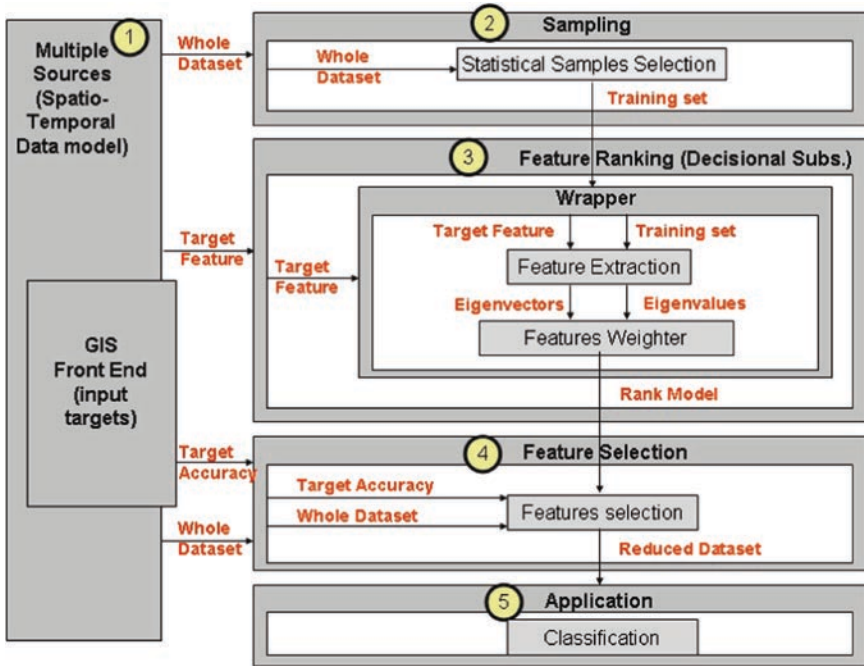 1
Multiple
Sources
(Spatio-
Temporal
Data model)
GIS
Front End
(input
targets)
Whole
Dataset
Target
Feature
Target
Accuracy
Whole
Dataset
2
Sampling
Whole
Dataset
Statistical Samples Selection
Training set
3
Feature Ranking (Decisional Subs.)
Target
Feature
Wrapper
Target Feature
Training set
Feature Extraction
Eigenvectors
Eigenvalues
Features Weighter
Rank Model
4
Feature Selection
Target Accuracy
Whole Dataset
Features selection
Reduced Dataset
5
Application
Classification